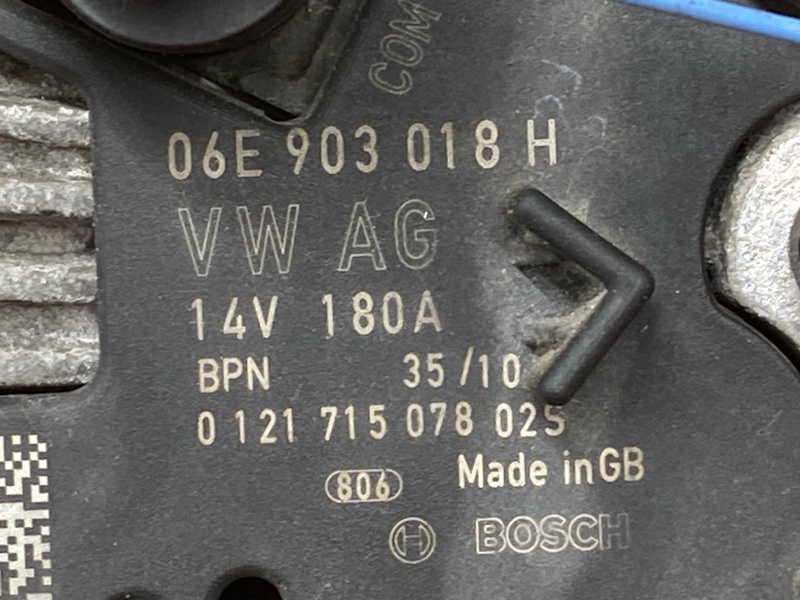 COM
06E 903 018 H
VW AG
14V 180A
BPN 35/10
0 121 715 078 02S
806
Made in GB
BOSCH